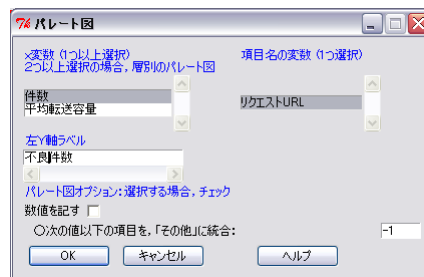 パレート図
x変数 (1つ以上選択)
2つ以上選択の場合, 層別のパレート図
項目名の変数 (1つ選択)
件数
平均転送容量
リクエストURL
左Y軸ラベル
不良件数
パレート図オプション: 選択する場合, チェック
数値を記す
○次の値以下の項目を, 「その他」に統合:
-1
OK
キャンセル
ヘルプ